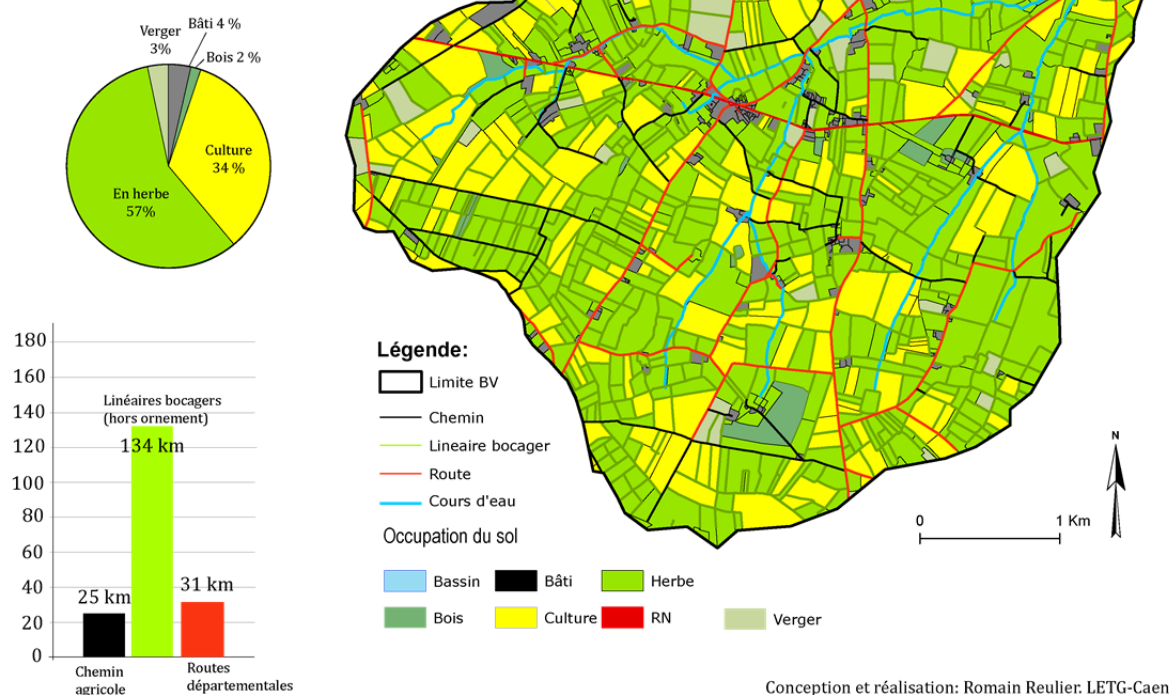 Verger
3%
Bâti 4 %
Bois 2 %
Culture
34 %
En herbe
57%
180
160
140
120
100
80
60
40
20
0
Linéaires bocagers
(hors ornement)
134 km
25 km
31 km
Chemin
agricole
Routes
départementales
Légende:
Limite BV
Chemin
Lineaire bocager
Route
Cours d'eau
Occupation du sol
Bassin
Bâti
Herbe
Bois
Culture
RN
Verger
N
0
1 Km
Conception et réalisation: Romain Reulier. LETG-Caen